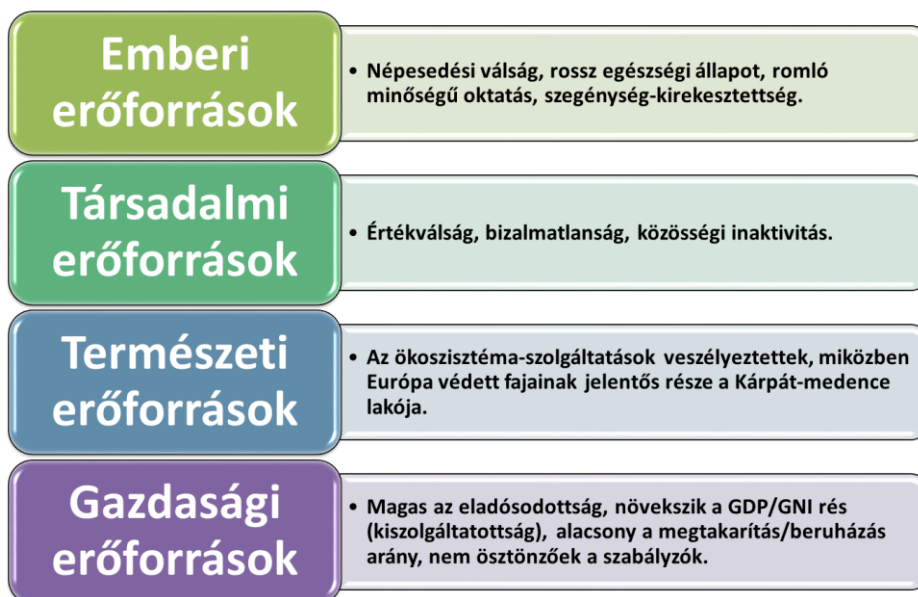 Emberi
erőforrások
• Népesedési válság, rossz egészségi állapot, romló
minőségű oktatás, szegénység-kirekesztettség.
Társadalmi
erőforrások
• Értékválság, bizalmatlanság, közösségi inaktivitás.
Természeti
erőforrások
• Az ökoszisztéma-szolgáltatások veszélyeztettek, miközben
Európa védett fajainak jelentős része a Kárpát-medence
lakója.
Gazdasági
erőforrások
• Magas az eladósodottság, növekszik a GDP/GNI rés
(kiszolgáltatottság), alacsony a megtakarítás/beruházás
arány, nem ösztönzőek a szabályzók.